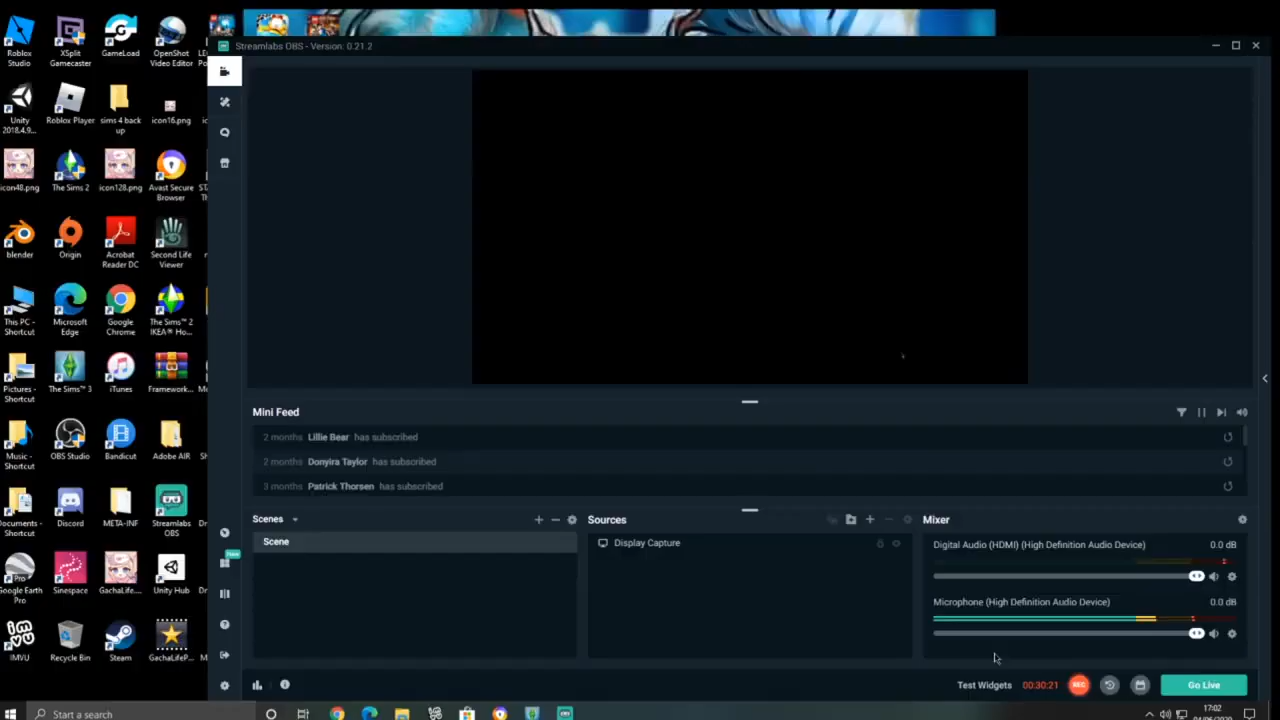 Streamlabs OBS - Version: 0.21.2
Roblox
Studio
XSplit
Gamecaster
GameLoad
OpenShot
Video Editor
Unity
2018.4.9...
Roblox Player
sims 4 back
up
icon16.png
icon48.png
The Sims 2
icon128.png
Avast Secure
Browser
blender
Origin
Acrobat
Reader DC
Second Life
Viewer
This PC -
Shortcut
Microsoft
Edge
Google
Chrome
The Sims™ 2
IKEA® Ho...
Pictures -
Shortcut
The Sims™ 3
iTunes
Framework...
Music -
Shortcut
OBS Studio
Bandicut
Adobe AIR
Documents -
Shortcut
Discord
META-INF
Streamlabs
OBS
Google Earth
Pro
Sinespace
GachaLife...
Unity Hub
IMVU
Recycle Bin
Steam
GachaLifeP...
Mini Feed
2 months Lillie Bear has subscribed
2 months Donyira Taylor has subscribed
3 months Patrick Thorsen has subscribed
New
Scenes
Scene
Sources
Display Capture
Mixer
Digital Audio (HDMI) (High Definition Audio Device) 0.0 dB
Microphone (High Definition Audio Device) 0.0 dB
Test Widgets 00:30:21 REC Go Live
Start a search
17:02